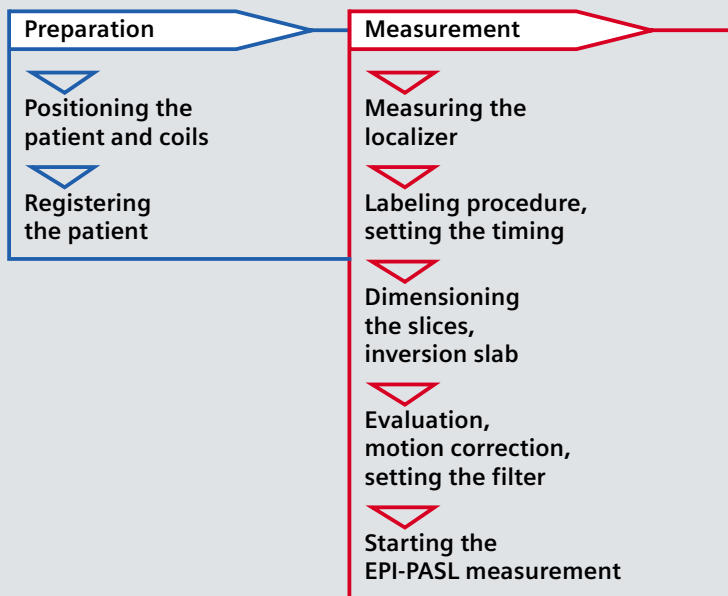 Preparation
Positioning the
patient and coils
Registering
the patient
Measurement
Measuring the
localizer
Labeling procedure,
setting the timing
Dimensioning
the slices,
inversion slab
Evaluation,
motion correction,
setting the filter
Starting the
EPI-PASL measurement